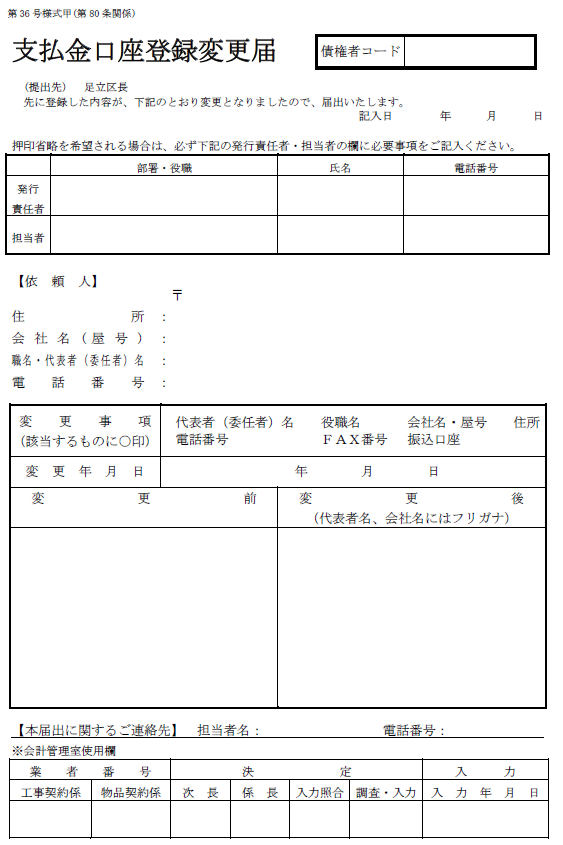 第36号様式甲(第80条関係)
支払金口座登録変更届
債権者コード
（提出先）　足立区長
先に登録した内容が、下記のとおり変更となりましたので、届出いたします。
記入日　年　月　日
押印省略を希望される場合は、必ず下記の発行責任者・担当者の欄に必要事項をご記入ください。
部署・役職　氏名　電話番号
発行
責任者
担当者
【依　頼　人】
〒
住　所　：
会社名（屋号）　：
職名・代表者（委任者）名　：
電話番号　：
変更事項　代表者（委任者）名　役職名　会社名・屋号　住所
（該当するものに〇印）　電話番号　ＦＡＸ番号　振込口座
変更年月日　年　月　日
変更前　変更後
（代表者名、会社名にはフリガナ）
【本届出に関するご連絡先】　担当者名：　電話番号：
※会計管理室使用欄
業者番号　決定　入力
工事契約係　物品契約係　次長　係長　入力照合　調査・入力　入力年月日